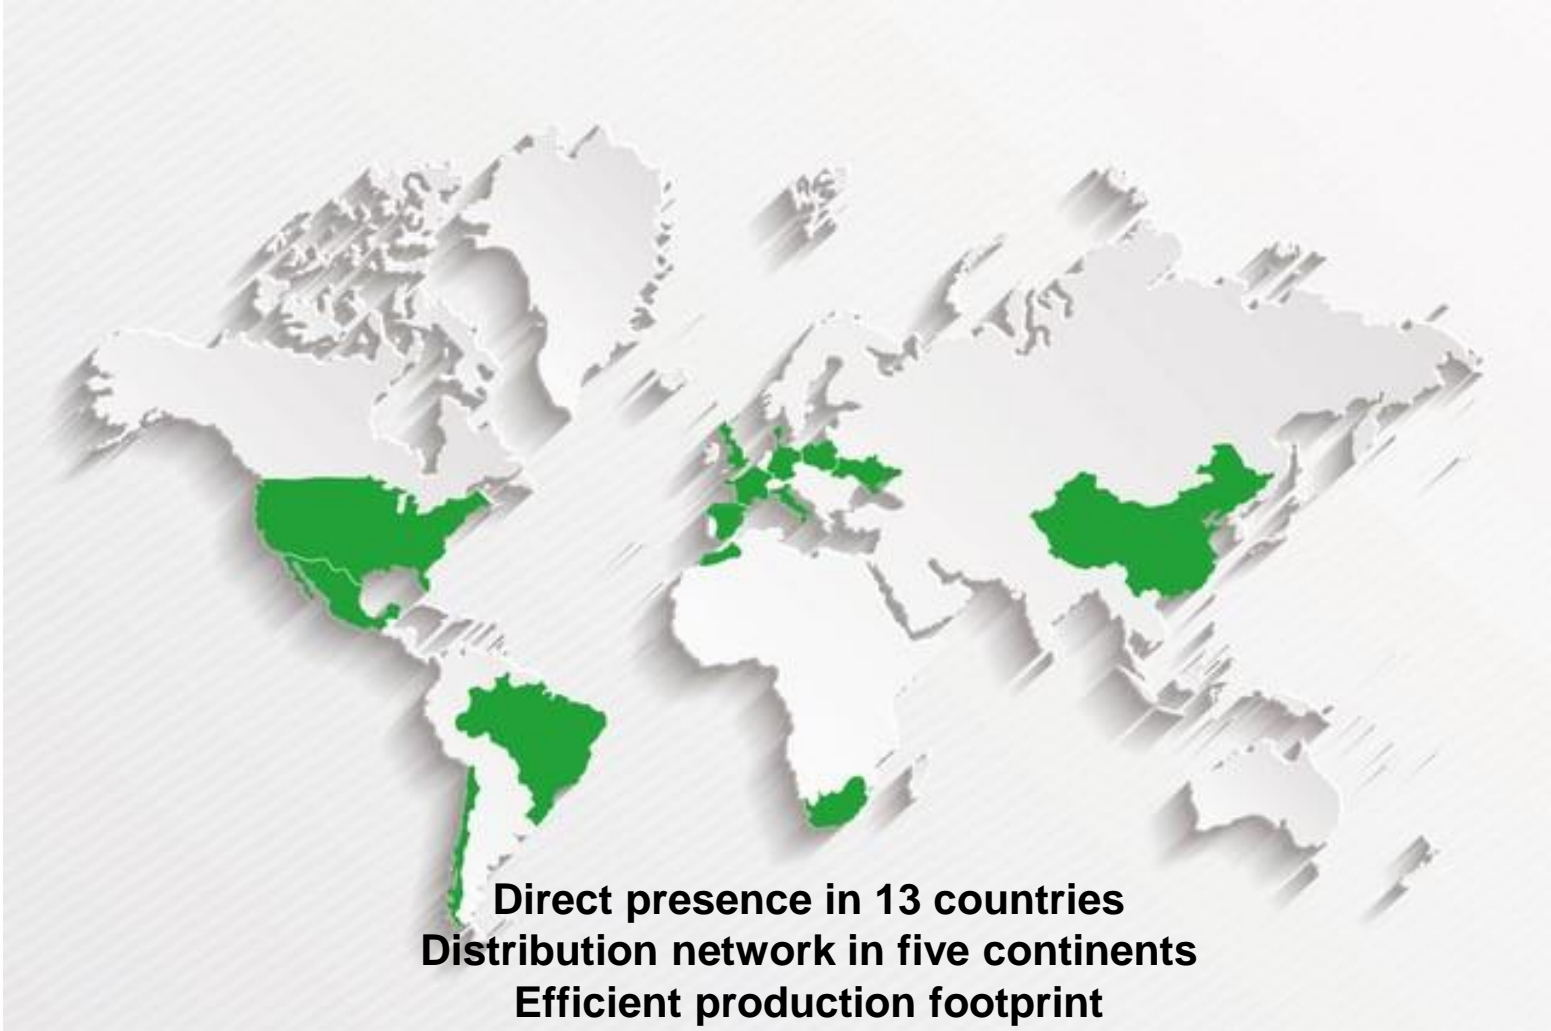 Direct presence in 13 countries
Distribution network in five continents
Efficient production footprint